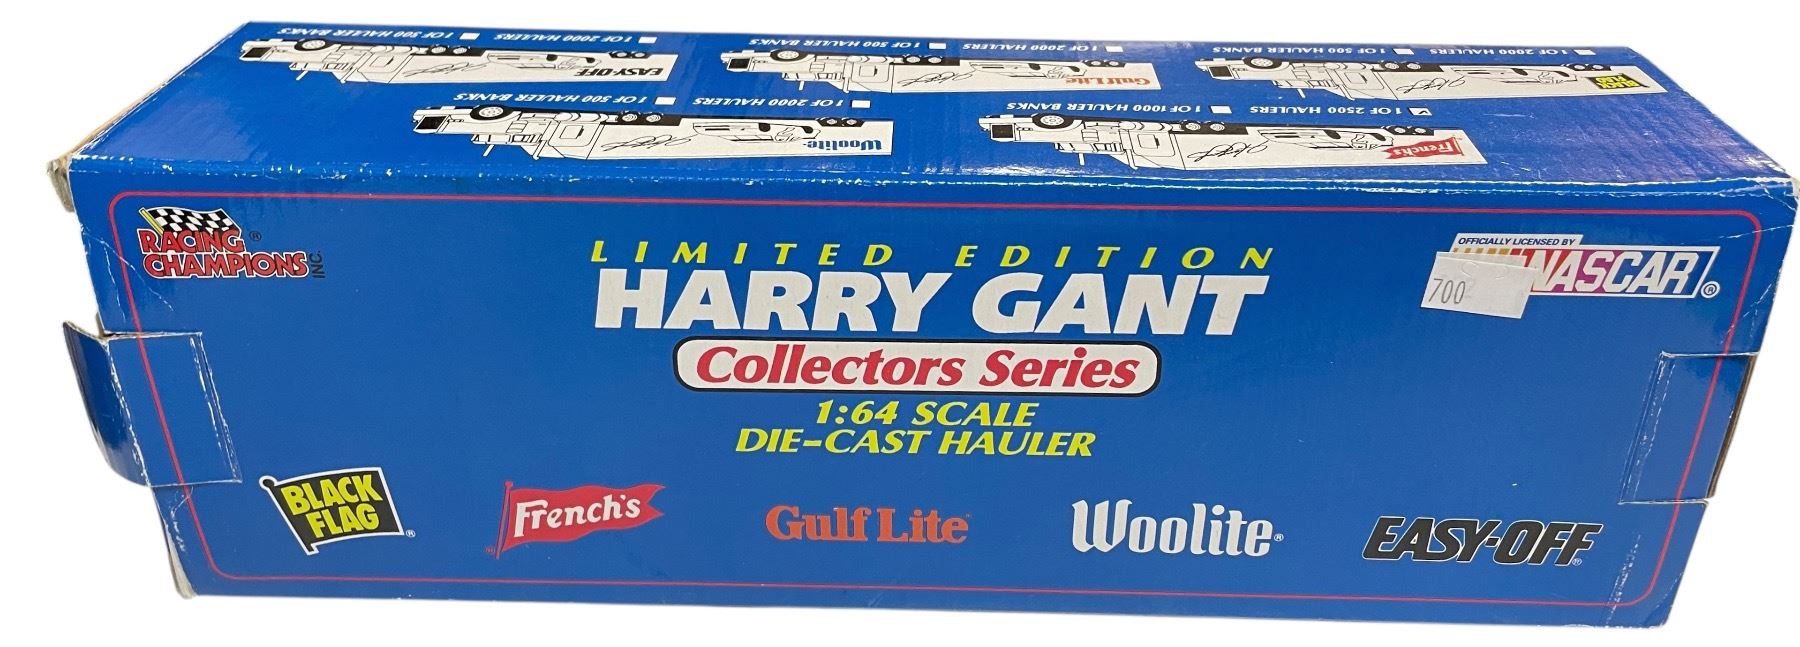 1 OF 2000 HAULERS
1 OF 500 HAULER BANKS
BLACK FLAG
1 OF 2000 HAULERS
1 OF 500 HAULER BANKS
Gulf Lite
1 OF 2000 HAULERS
1 OF 500 HAULER BANKS
EASY-OFF
1 OF 2500 HAULERS
1 OF 1000 HAULER BANKS
French's
1 OF 2000 HAULERS
1 OF 500 HAULER BANKS
Woolite
RACING
CHAMPIONS INC.
®
LIMITED EDITION
HARRY GANT
Collectors Series
1:64 SCALE
DIE-CAST HAULER
OFFICIALLY LICENSED BY
NASCAR®
700
BLACK
FLAG®
French's®
Gulf Lite
Woolite®
EASY-OFF®